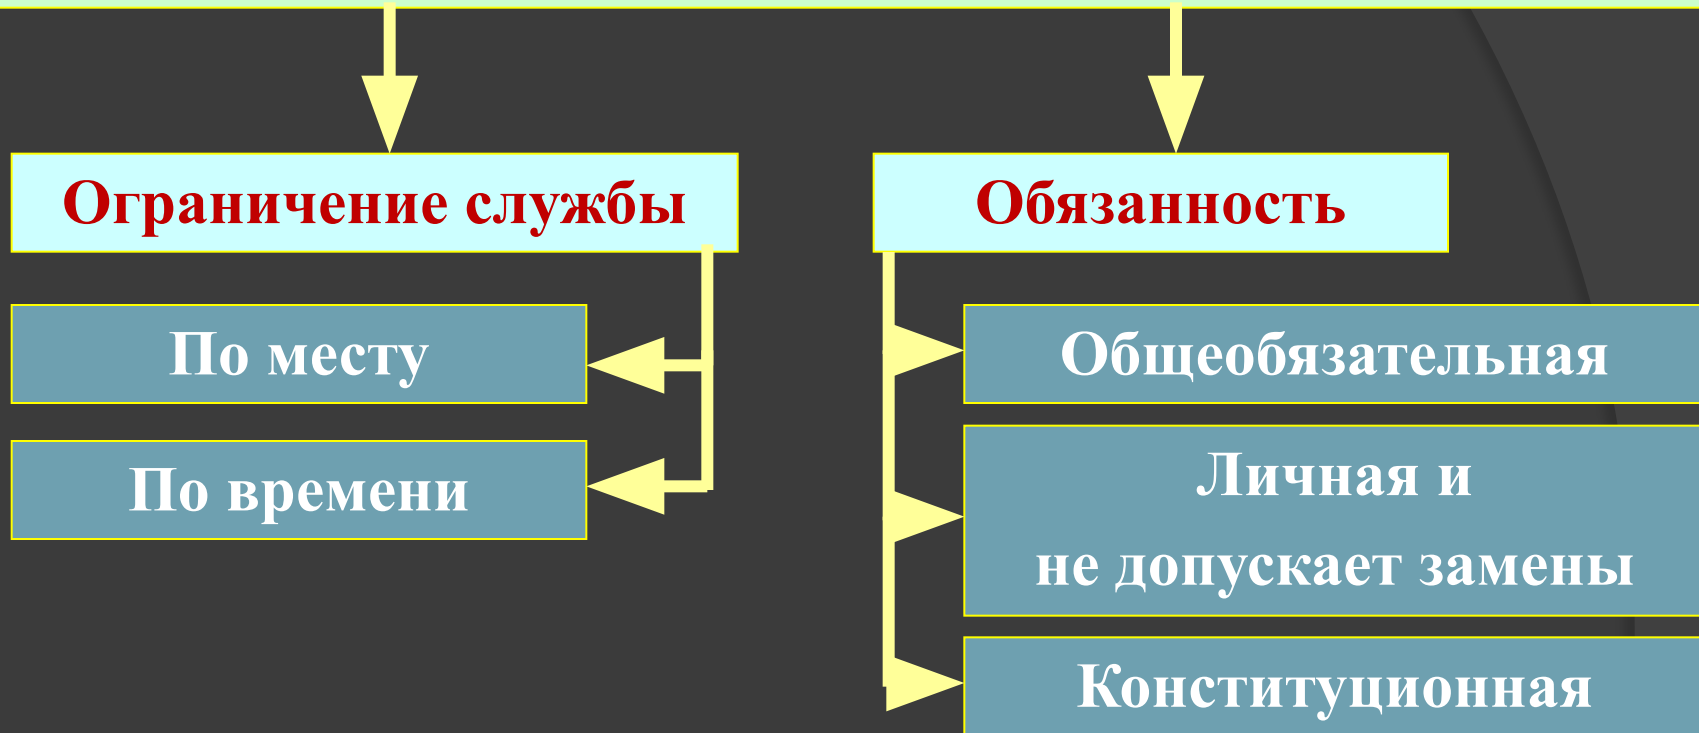 Ограничение службы
По месту
По времени
Обязанность
Общеобязательная
Личная и
не допускает замены
Конституционная